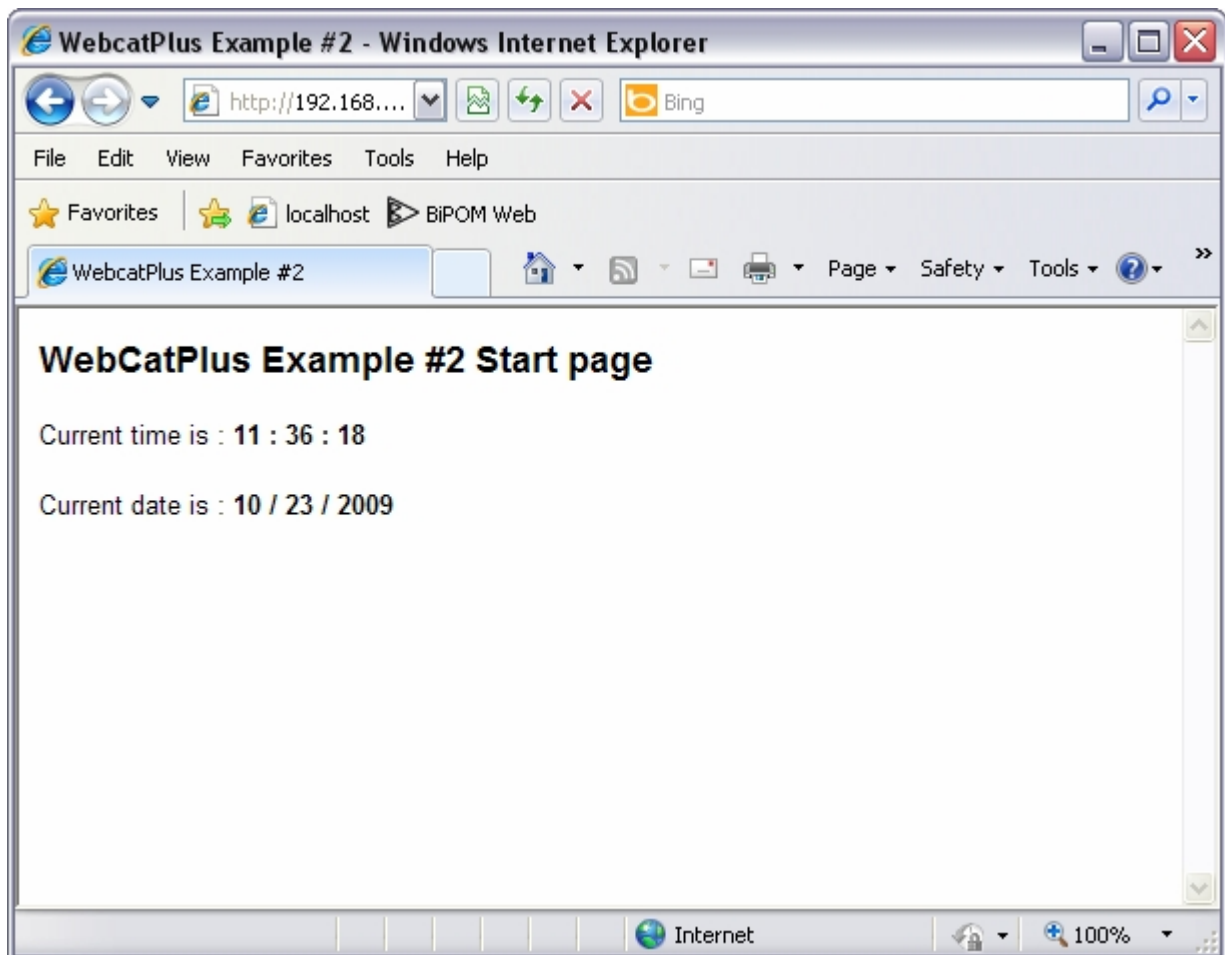 WebcatPlus Example #2 - Windows Internet Explorer
http://192.168.... Bing
File Edit View Favorites Tools Help
Favorites localhost BiPOM Web
WebcatPlus Example #2 Page Safety Tools »
WebCatPlus Example #2 Start page
Current time is : 11 : 36 : 18
Current date is : 10 / 23 / 2009
Internet 100%